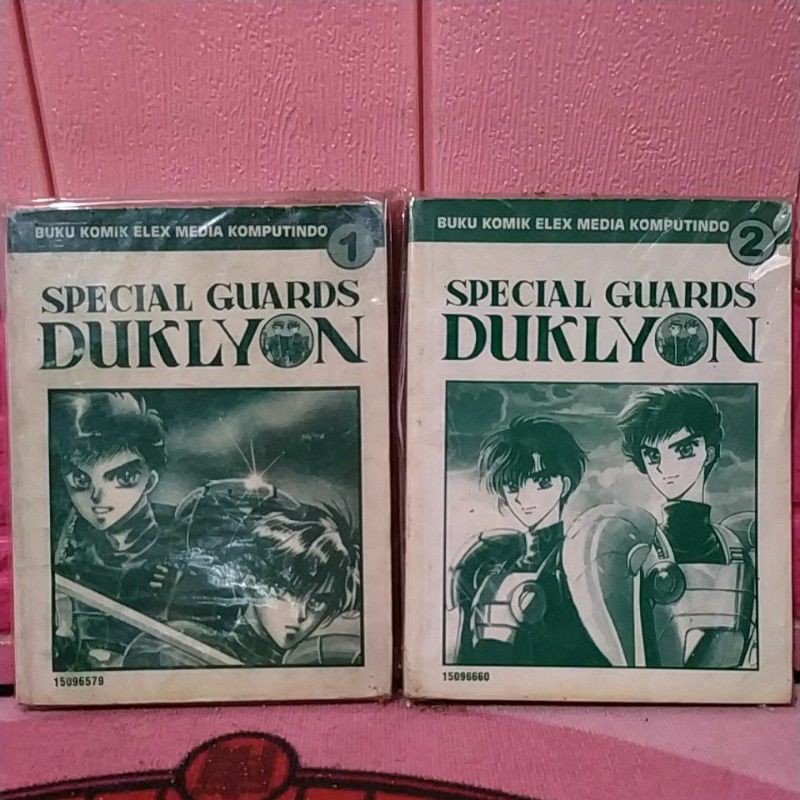 BUKU KOMIK ELEX MEDIA KOMPUTINDO 1
SPECIAL GUARDS
DUKLYON
15096579
BUKU KOMIK ELEX MEDIA KOMPUTINDO 2
SPECIAL GUARDS
DUKLYON
15096660